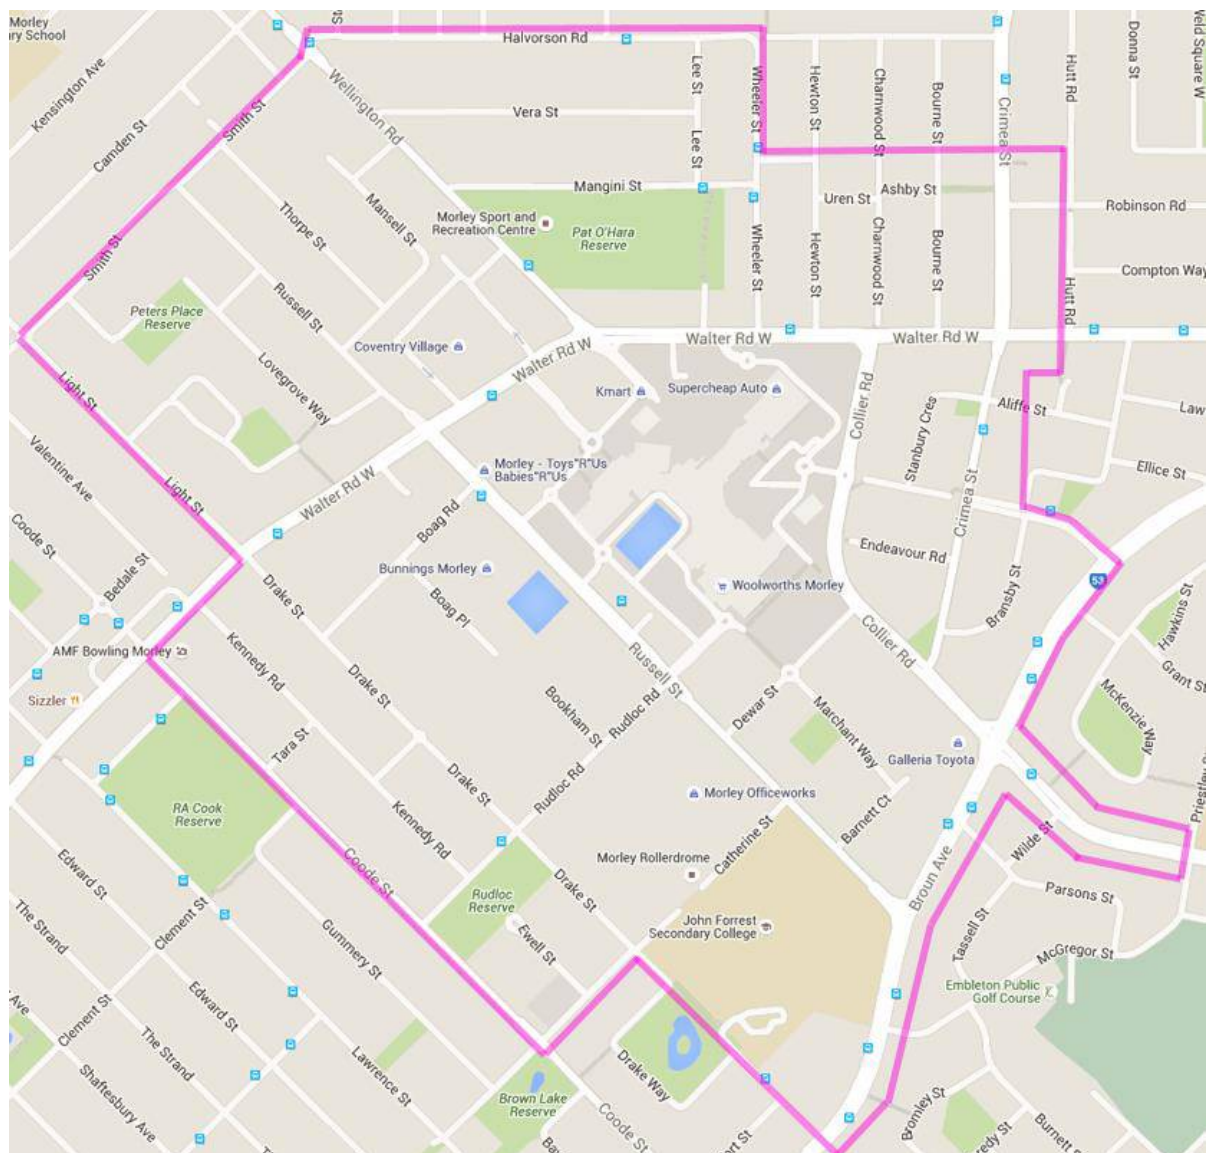 Morley
ry School
St
Halvorson Rd
Kensington Ave
Camden St
Smith St
Wellington Rd
Vera St
Lee St
Lee St
Wheeler St
Hewton St
Charnwood St
Bourne St
Crimea St
Hutt Rd
Donna St
Weld Square W
Mangini St
Uren St
Ashby St
Robinson Rd
Mansell St
Thorpe St
Smith St
Morley Sport and
Recreation Centre
Pat O'Hara
Reserve
Wheeler St
Hewton St
Charnwood St
Bourne St
Compton Way
Hutt Rd
Peters Place
Reserve
Russell St
Coventry Village
Walter Rd W
Walter Rd W
Walter Rd W
Lovegrove Way
Light St
Kmart
Supercheap Auto
Collier Rd
Stanbury Cres
Aliffe St
Law
Valentine Ave
Light St
Walter Rd W
Morley - Toys"R"Us
Babies"R"Us
Ellice St
Crimea St
Coode St
Boag Rd
Endeavour Rd
Bedale St
Drake St
Bunnings Morley
Boag Pl
Woolworths Morley
53
Bransby St
Hawkins St
AMF Bowling Morley
Sizzler
Kennedy Rd
Drake St
Russell St
Collier Rd
Grant St
McKenzie Way
Tara St
Bookham St
Rudloc Rd
Dewar St
Marchant Way
Galleria Toyota
Rudloc Rd
Drake St
Morley Officeworks
Barnett Ct
Priestley
RA Cook
Reserve
Kennedy Rd
Catherine St
Wilde St
Coode St
Morley Rollerdrome
Edward St
Rudloc
Reserve
Drake St
Broun Ave
Parsons St
The Strand
Clement St
Gummery St
Ewell St
John Forrest
Secondary College
Tassell St
McGregor St
Embleton Public
Golf Course
Ave
Clement St
Edward St
The Strand
Lawrence St
Drake Way
Shaftesbury Ave
Brown Lake
Reserve
Coode St
Bromley St
Burnett